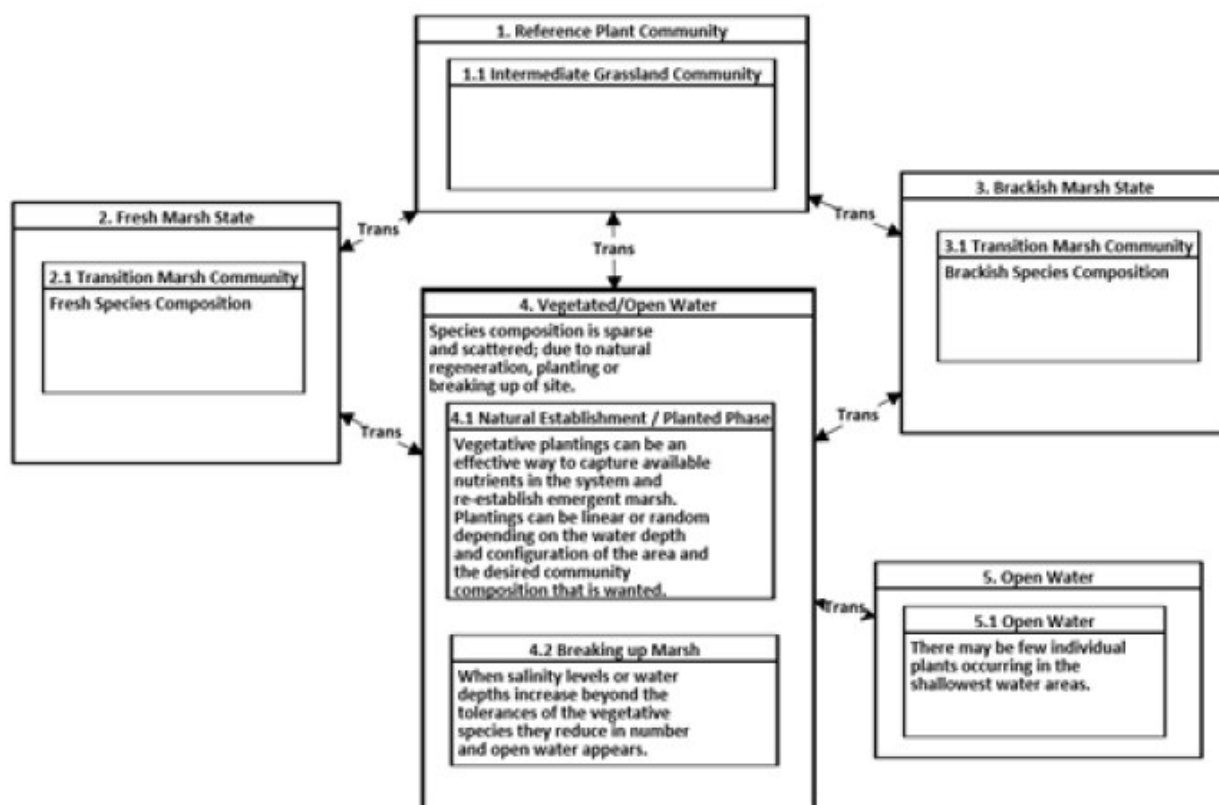 1. Reference Plant Community
1.1 Intermediate Grassland Community
2. Fresh Marsh State
2.1 Transition Marsh Community
Fresh Species Composition
3. Brackish Marsh State
3.1 Transition Marsh Community
Brackish Species Composition
Trans
Trans
Trans
4. Vegetated/Open Water
Species composition is sparse
and scattered; due to natural
regeneration, planting or
breaking up of site.
4.1 Natural Establishment / Planted Phase
Vegetative plantings can be an
effective way to capture available
nutrients in the system and
re-establish emergent marsh.
Plantings can be linear or random
depending on the water depth
and configuration of the area and
the desired community
composition that is wanted.
Trans
Trans
4.2 Breaking up Marsh
When salinity levels or water
depths increase beyond the
tolerances of the vegetative
species they reduce in number
and open water appears.
Trans
5. Open Water
5.1 Open Water
There may be few individual
plants occurring in the
shallowest water areas.